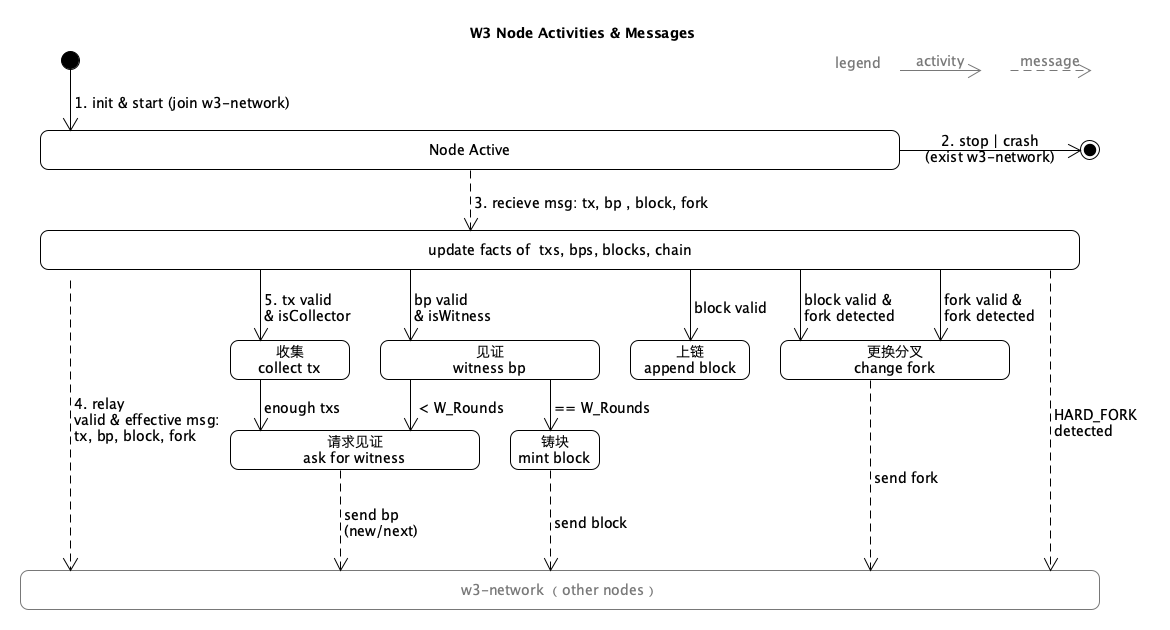 W3 Node Activities & Messages
legend
activity
message
1. init & start (join w3-network)
Node Active
2. stop | crash
(exist w3-network)
3. recieve msg: tx, bp , block, fork
update facts of  txs, bps, blocks, chain
5. tx valid
& isCollector
bp valid
& isWitness
block valid
block valid &
fork detected
fork valid &
fork detected
收集
collect tx
见证
witness bp
上链
append block
更换分叉
change fork
4. relay
valid & effective msg:
tx, bp, block, fork
enough txs
< W_Rounds
== W_Rounds
HARD_FORK
detected
请求见证
ask for witness
铸块
mint block
send fork
send bp
(new/next)
send block
w3-network （ other nodes ）